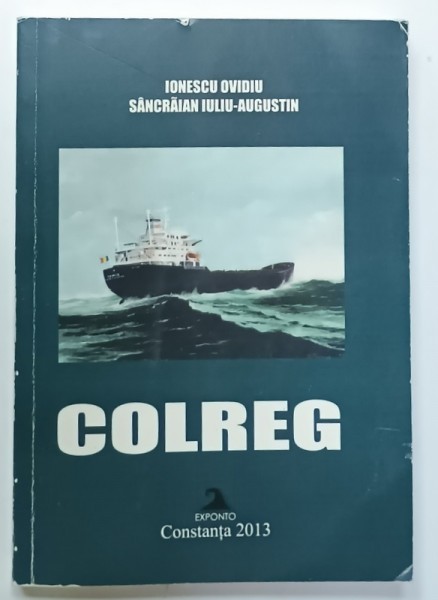 IONESCU OVIDIU
SÂNCRĂIAN IULIU-AUGUSTIN
COLREG
EXPONTO
Constanța 2013